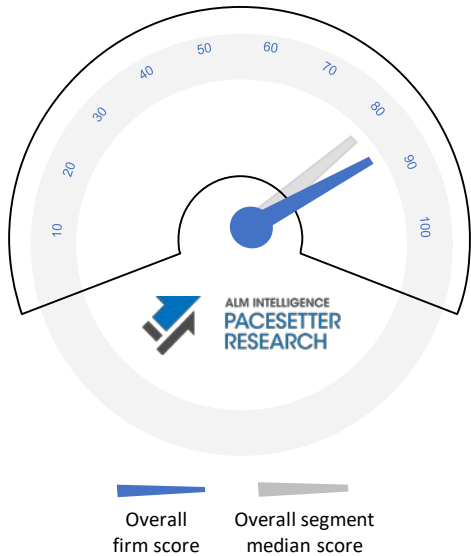 10
20
30
40
50
60
70
80
90
100
ALM INTELLIGENCE
PACESETTER
RESEARCH
Overall
firm score
Overall segment
median score